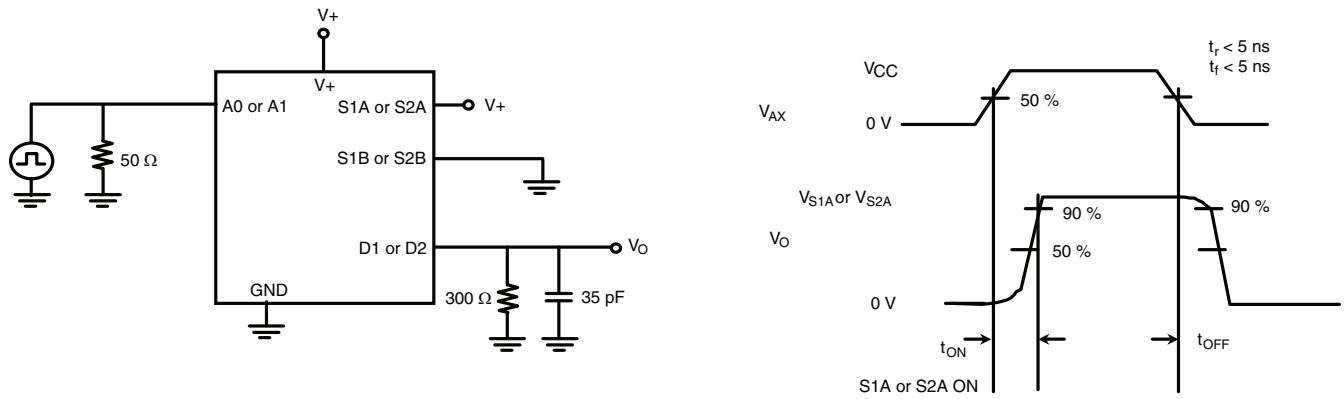 V+
V+
A0 or A1
S1A or S2A
V+
50 Ω
S1B or S2B
D1 or D2
VO
GND
300 Ω
35 pF
tr < 5 ns
tf < 5 ns
VCC
50 %
VAX
0 V
VS1A or VS2A
90 %
90 %
VO
50 %
0 V
tON
tOFF
S1A or S2A ON